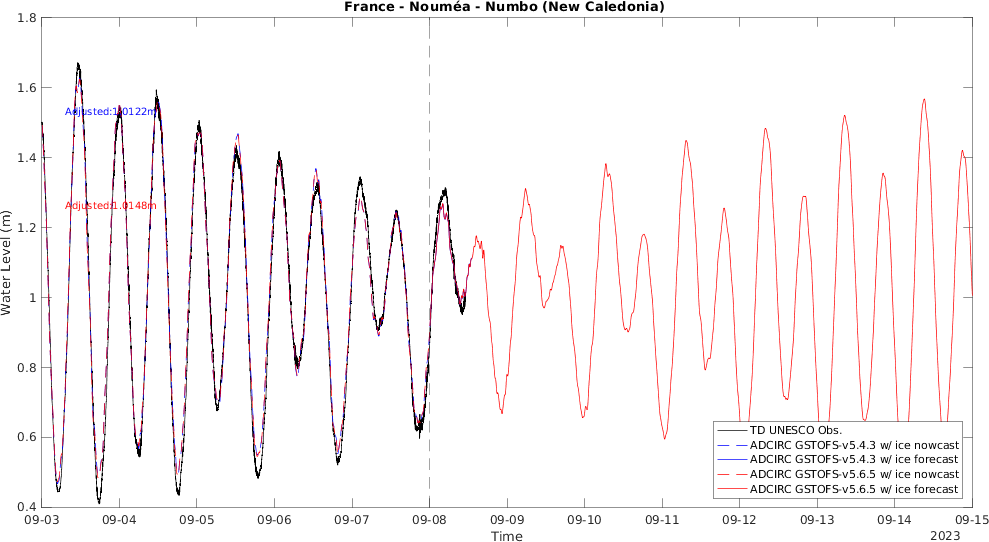 France - Nouméa - Numbo (New Caledonia)
1.8
1.6
1.4
1.2
1
0.8
0.6
0.4
Water Level (m)
Adjusted:1.0122m
Adjusted:1.0148m
TD UNESCO Obs.
ADCIRC GSTOFS-v5.4.3 w/ ice nowcast
ADCIRC GSTOFS-v5.4.3 w/ ice forecast
ADCIRC GSTOFS-v5.6.5 w/ ice nowcast
ADCIRC GSTOFS-v5.6.5 w/ ice forecast
09-03 09-04 09-05 09-06 09-07 09-08 09-09 09-10 09-11 09-12 09-13 09-14 09-15
Time
2023